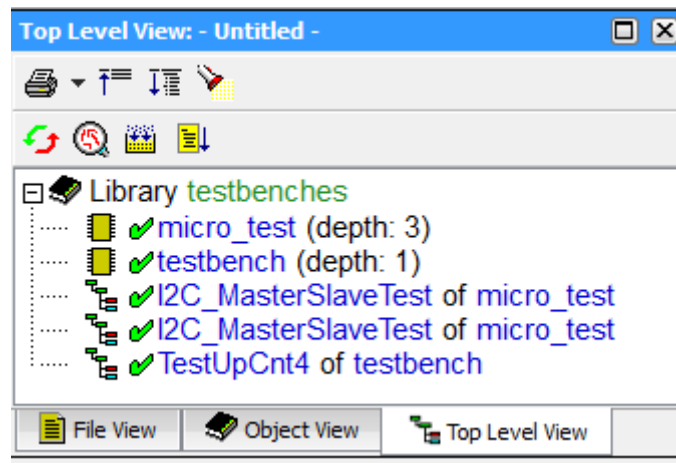 Top Level View: - Untitled -
Library testbenches
micro_test (depth: 3)
testbench (depth: 1)
I2C_MasterSlaveTest of micro_test
I2C_MasterSlaveTest of micro_test
TestUpCnt4 of testbench
File View Object View Top Level View